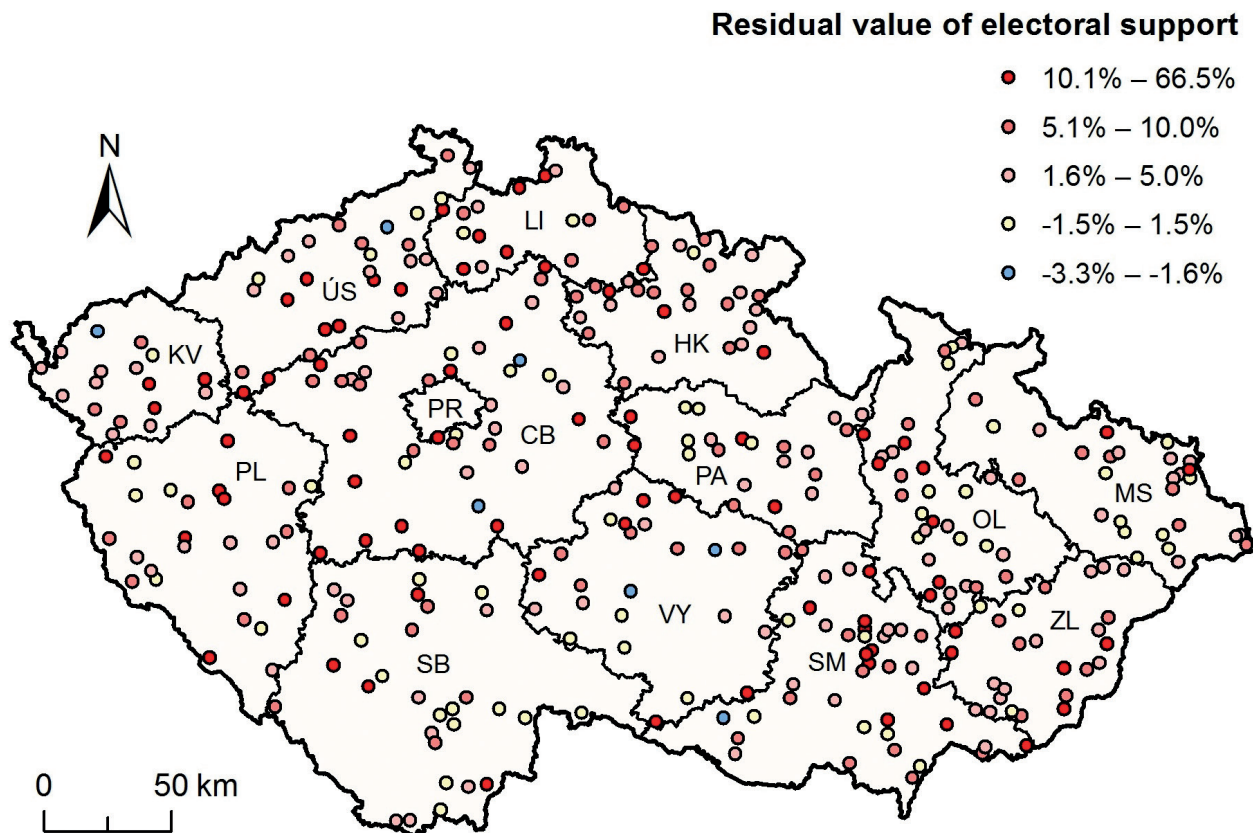 Residual value of electoral support
10.1% – 66.5%
5.1% – 10.0%
1.6% – 5.0%
-1.5% – 1.5%
-3.3% – -1.6%
N
LI
ÚS
KV
HK
PR
CB
PL
PA
MS
OL
VY
ZL
SB
SM
0 50 km